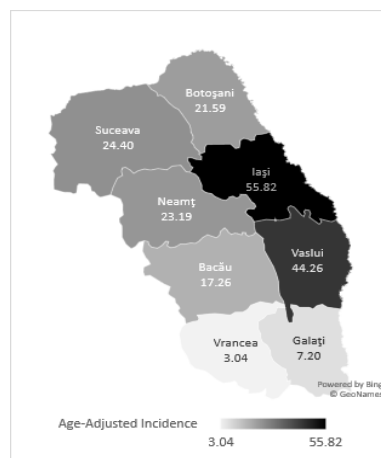 Botoşani
21.59
Suceava
24.40
Iaşi
55.82
Neamţ
23.19
Vaslui
44.26
Bacău
17.26
Vrancea
3.04
Galaţi
7.20
Powered by Bing
© GeoNames
Age-Adjusted Incidence
3.04 55.82